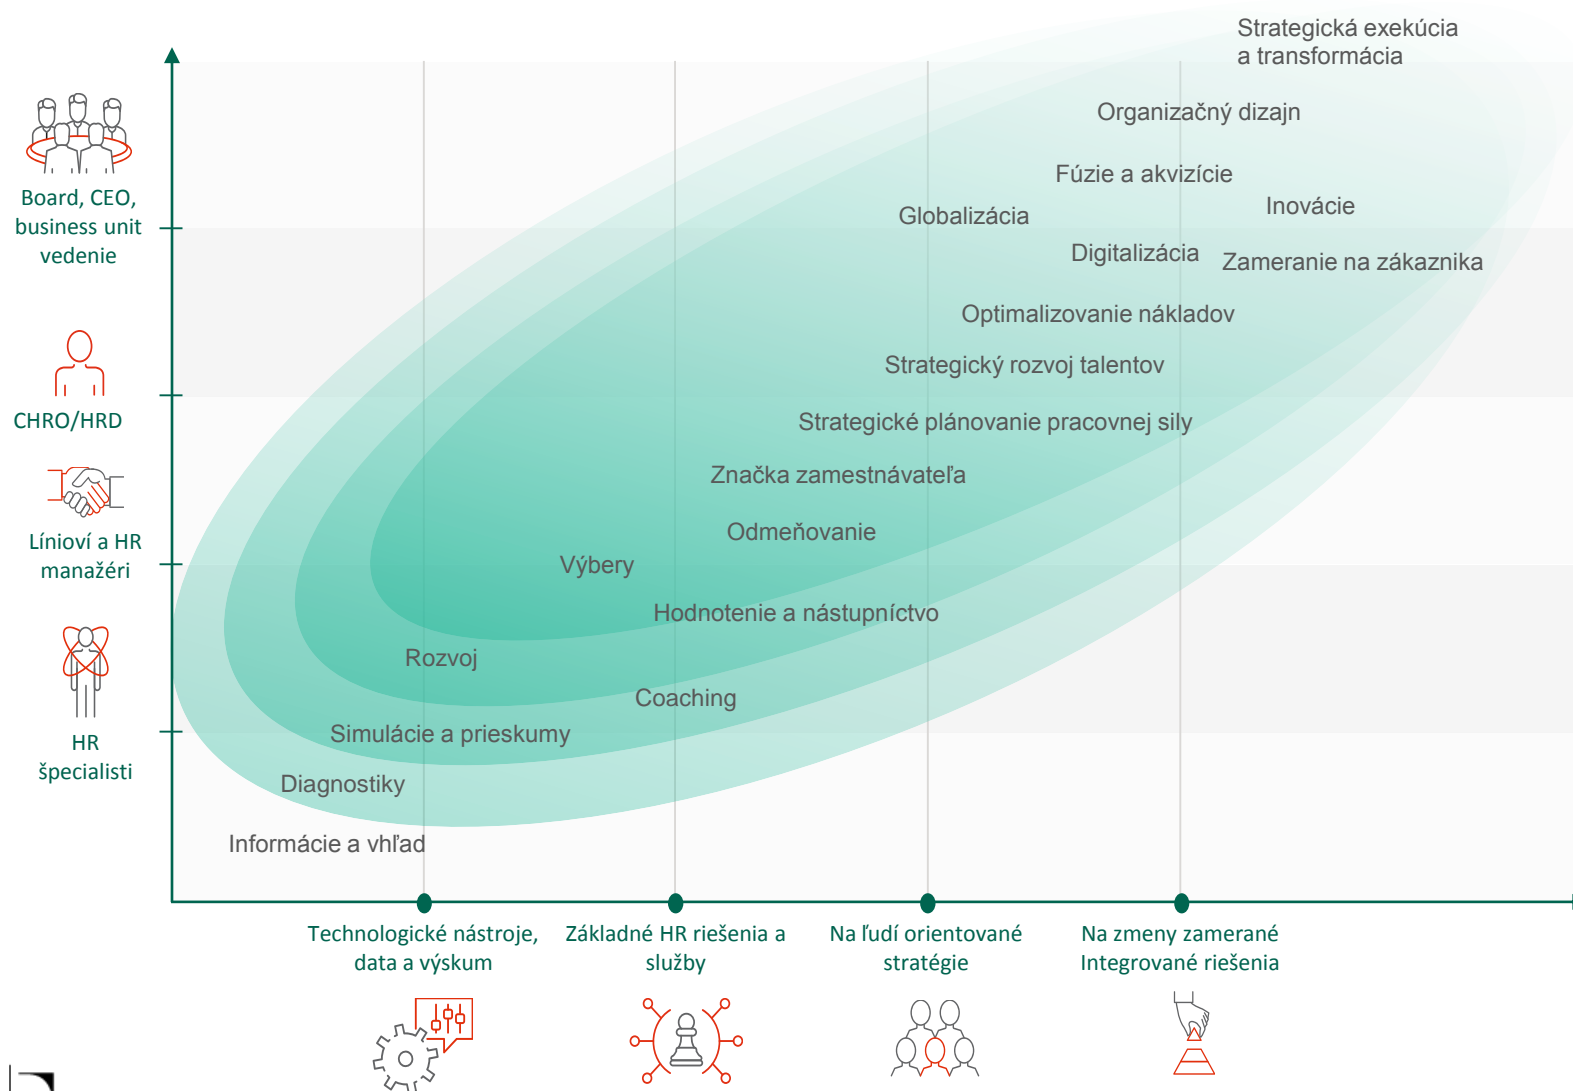 Strategická exekúcia
a transformácia
Organizačný dizajn
Fúzie a akvizície
Globalizácia
Inovácie
Digitalizácia
Zameranie na zákaznika
Optimalizovanie nákladov
Strategický rozvoj talentov
Strategické plánovanie pracovnej sily
Značka zamestnávateľa
Odmeňovanie
Výbery
Hodnotenie a nástupníctvo
Rozvoj
Coaching
Simulácie a prieskumy
Diagnostiky
Informácie a vhľad
Board, CEO,
business unit
vedenie
CHRO/HRD
Línioví a HR
manažéri
HR
špecialisti
Technologické nástroje,
data a výskum
Základné HR riešenia a
služby
Na ľudí orientované
stratégie
Na zmeny zamerané
Integrované riešenia